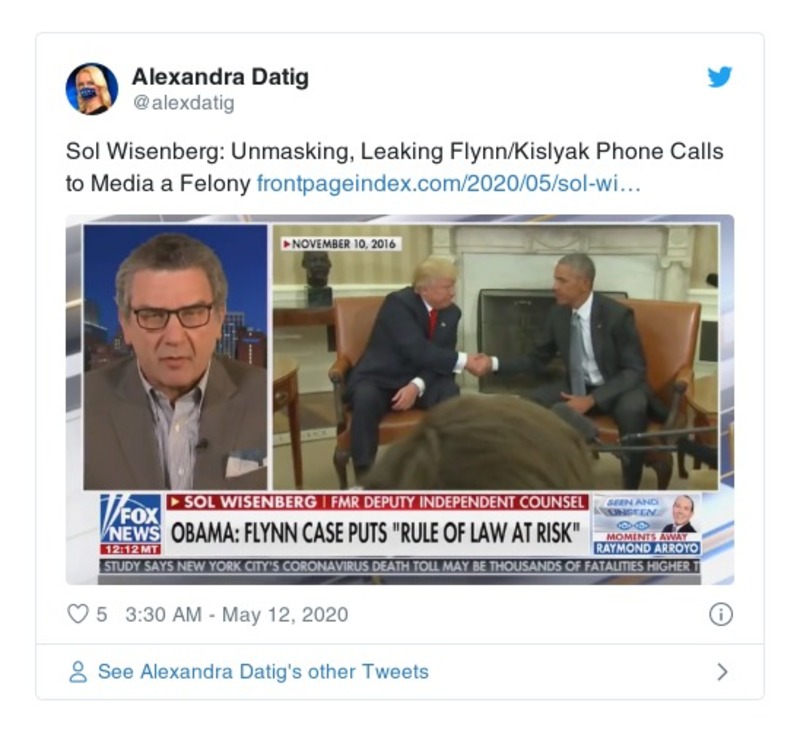 Alexandra Datig
@alexdatig
Sol Wisenberg: Unmasking, Leaking Flynn/Kislyak Phone Calls
to Media a Felony frontpageindex.com/2020/05/sol-wi…
NOVEMBER 10, 2016
FOX
NEWS
12:12 MT
SOL WISENBERG | FMR DEPUTY INDEPENDENT COUNSEL
OBAMA: FLYNN CASE PUTS "RULE OF LAW AT RISK"
SEEN AND
UNSEEN
MOMENTS AWAY
RAYMOND ARROYO
STUDY SAYS NEW YORK CITY'S CORONAVIRUS DEATH TOLL MAY BE THOUSANDS OF FATALITIES HIGHER T
5 3:30 AM - May 12, 2020
See Alexandra Datig's other Tweets